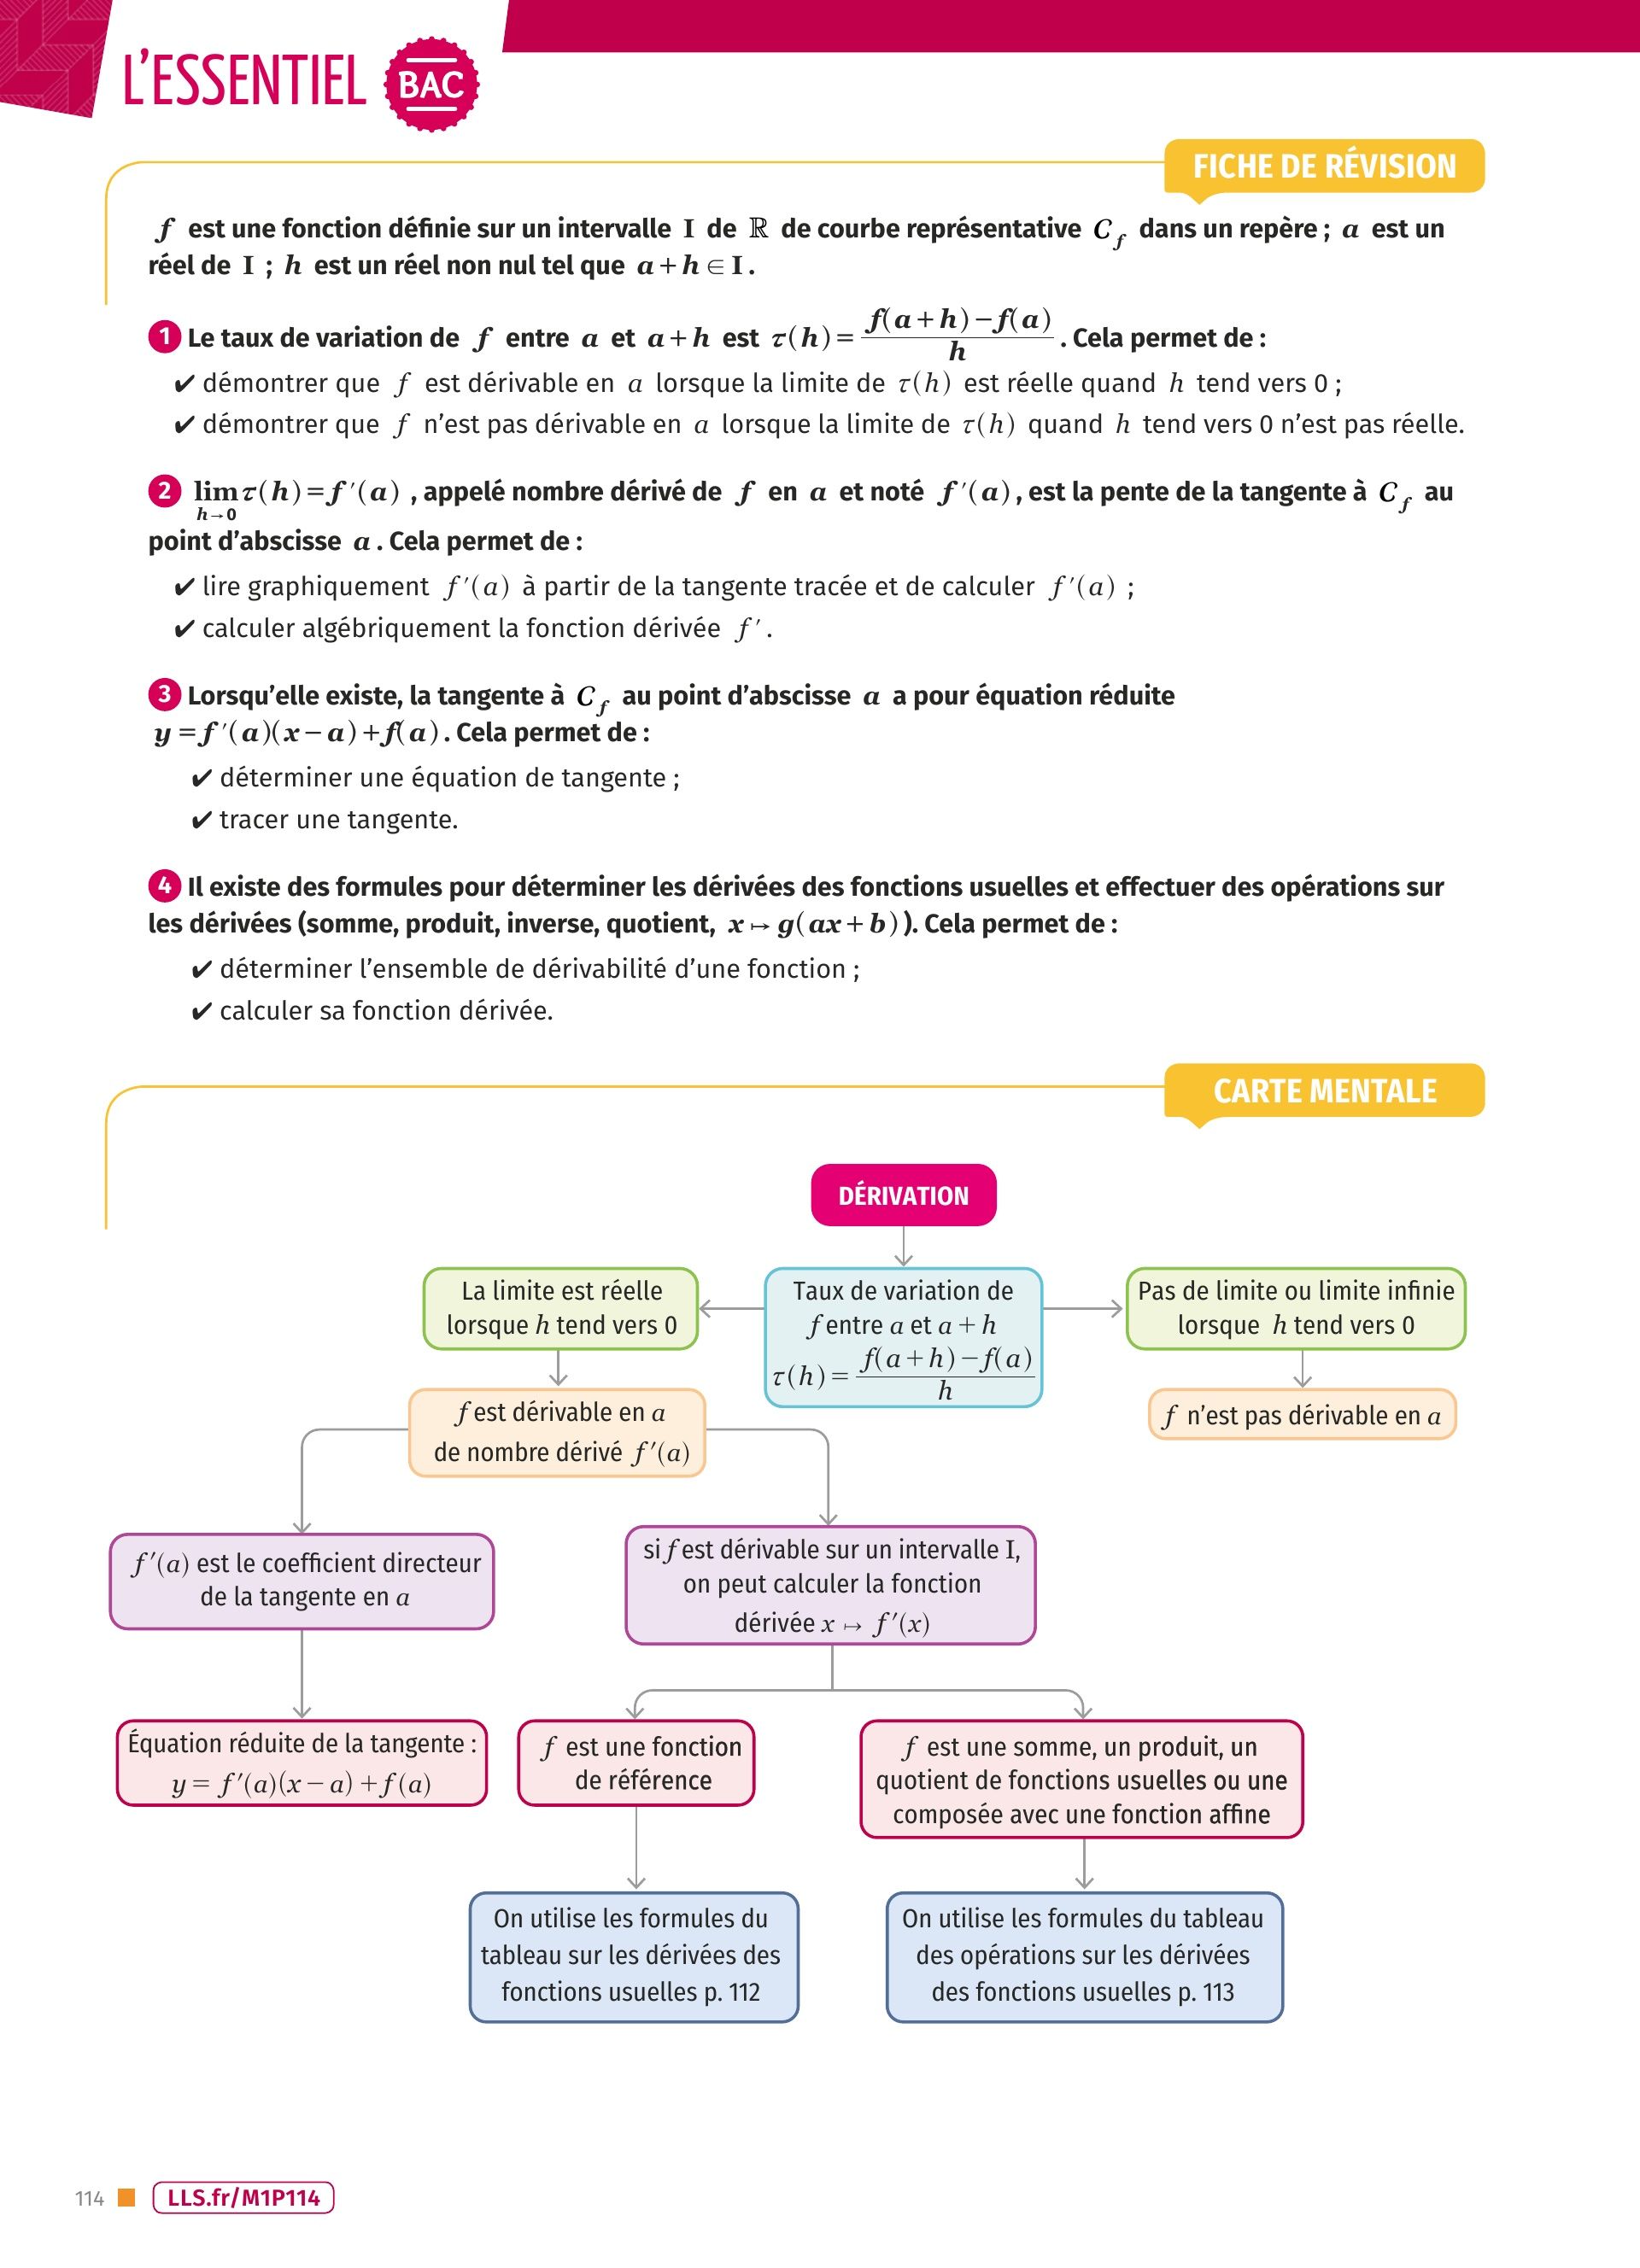 L'ESSENTIEL BAC
FICHE DE RÉVISION
f est une fonction définie sur un intervalle I de ℝ de courbe représentative 𝒞_f dans un repère ; a est un
réel de I ; h est un réel non nul tel que a + h ∈ I.
1 Le taux de variation de f entre a et a + h est τ(h) = (f(a + h) − f(a)) / h. Cela permet de :
✔ démontrer que f est dérivable en a lorsque la limite de τ(h) est réelle quand h tend vers 0 ;
✔ démontrer que f n'est pas dérivable en a lorsque la limite de τ(h) quand h tend vers 0 n'est pas réelle.
2 lim τ(h) = f ′(a) , appelé nombre dérivé de f en a et noté f ′(a), est la pente de la tangente à 𝒞_f au
h→0
point d'abscisse a. Cela permet de :
✔ lire graphiquement f ′(a) à partir de la tangente tracée et de calculer f ′(a) ;
✔ calculer algébriquement la fonction dérivée f ′.
3 Lorsqu'elle existe, la tangente à 𝒞_f au point d'abscisse a a pour équation réduite
y = f ′(a)(x − a) + f(a). Cela permet de :
✔ déterminer une équation de tangente ;
✔ tracer une tangente.
4 Il existe des formules pour déterminer les dérivées des fonctions usuelles et effectuer des opérations sur
les dérivées (somme, produit, inverse, quotient, x ↦ g(ax + b)). Cela permet de :
✔ déterminer l'ensemble de dérivabilité d'une fonction ;
✔ calculer sa fonction dérivée.
CARTE MENTALE
DÉRIVATION
La limite est réelle
lorsque h tend vers 0
Taux de variation de
f entre a et a + h
τ(h) = (f(a + h) − f(a)) / h
Pas de limite ou limite infinie
lorsque h tend vers 0
f est dérivable en a
de nombre dérivé f ′(a)
f n'est pas dérivable en a
f ′(a) est le coefficient directeur
de la tangente en a
si f est dérivable sur un intervalle I,
on peut calculer la fonction
dérivée x ↦ f ′(x)
Équation réduite de la tangente :
y = f ′(a)(x − a) + f(a)
f est une fonction
de référence
f est une somme, un produit, un
quotient de fonctions usuelles ou une
composée avec une fonction affine
On utilise les formules du
tableau sur les dérivées des
fonctions usuelles p. 112
On utilise les formules du tableau
des opérations sur les dérivées
des fonctions usuelles p. 113
114 LLS.fr/M1P114